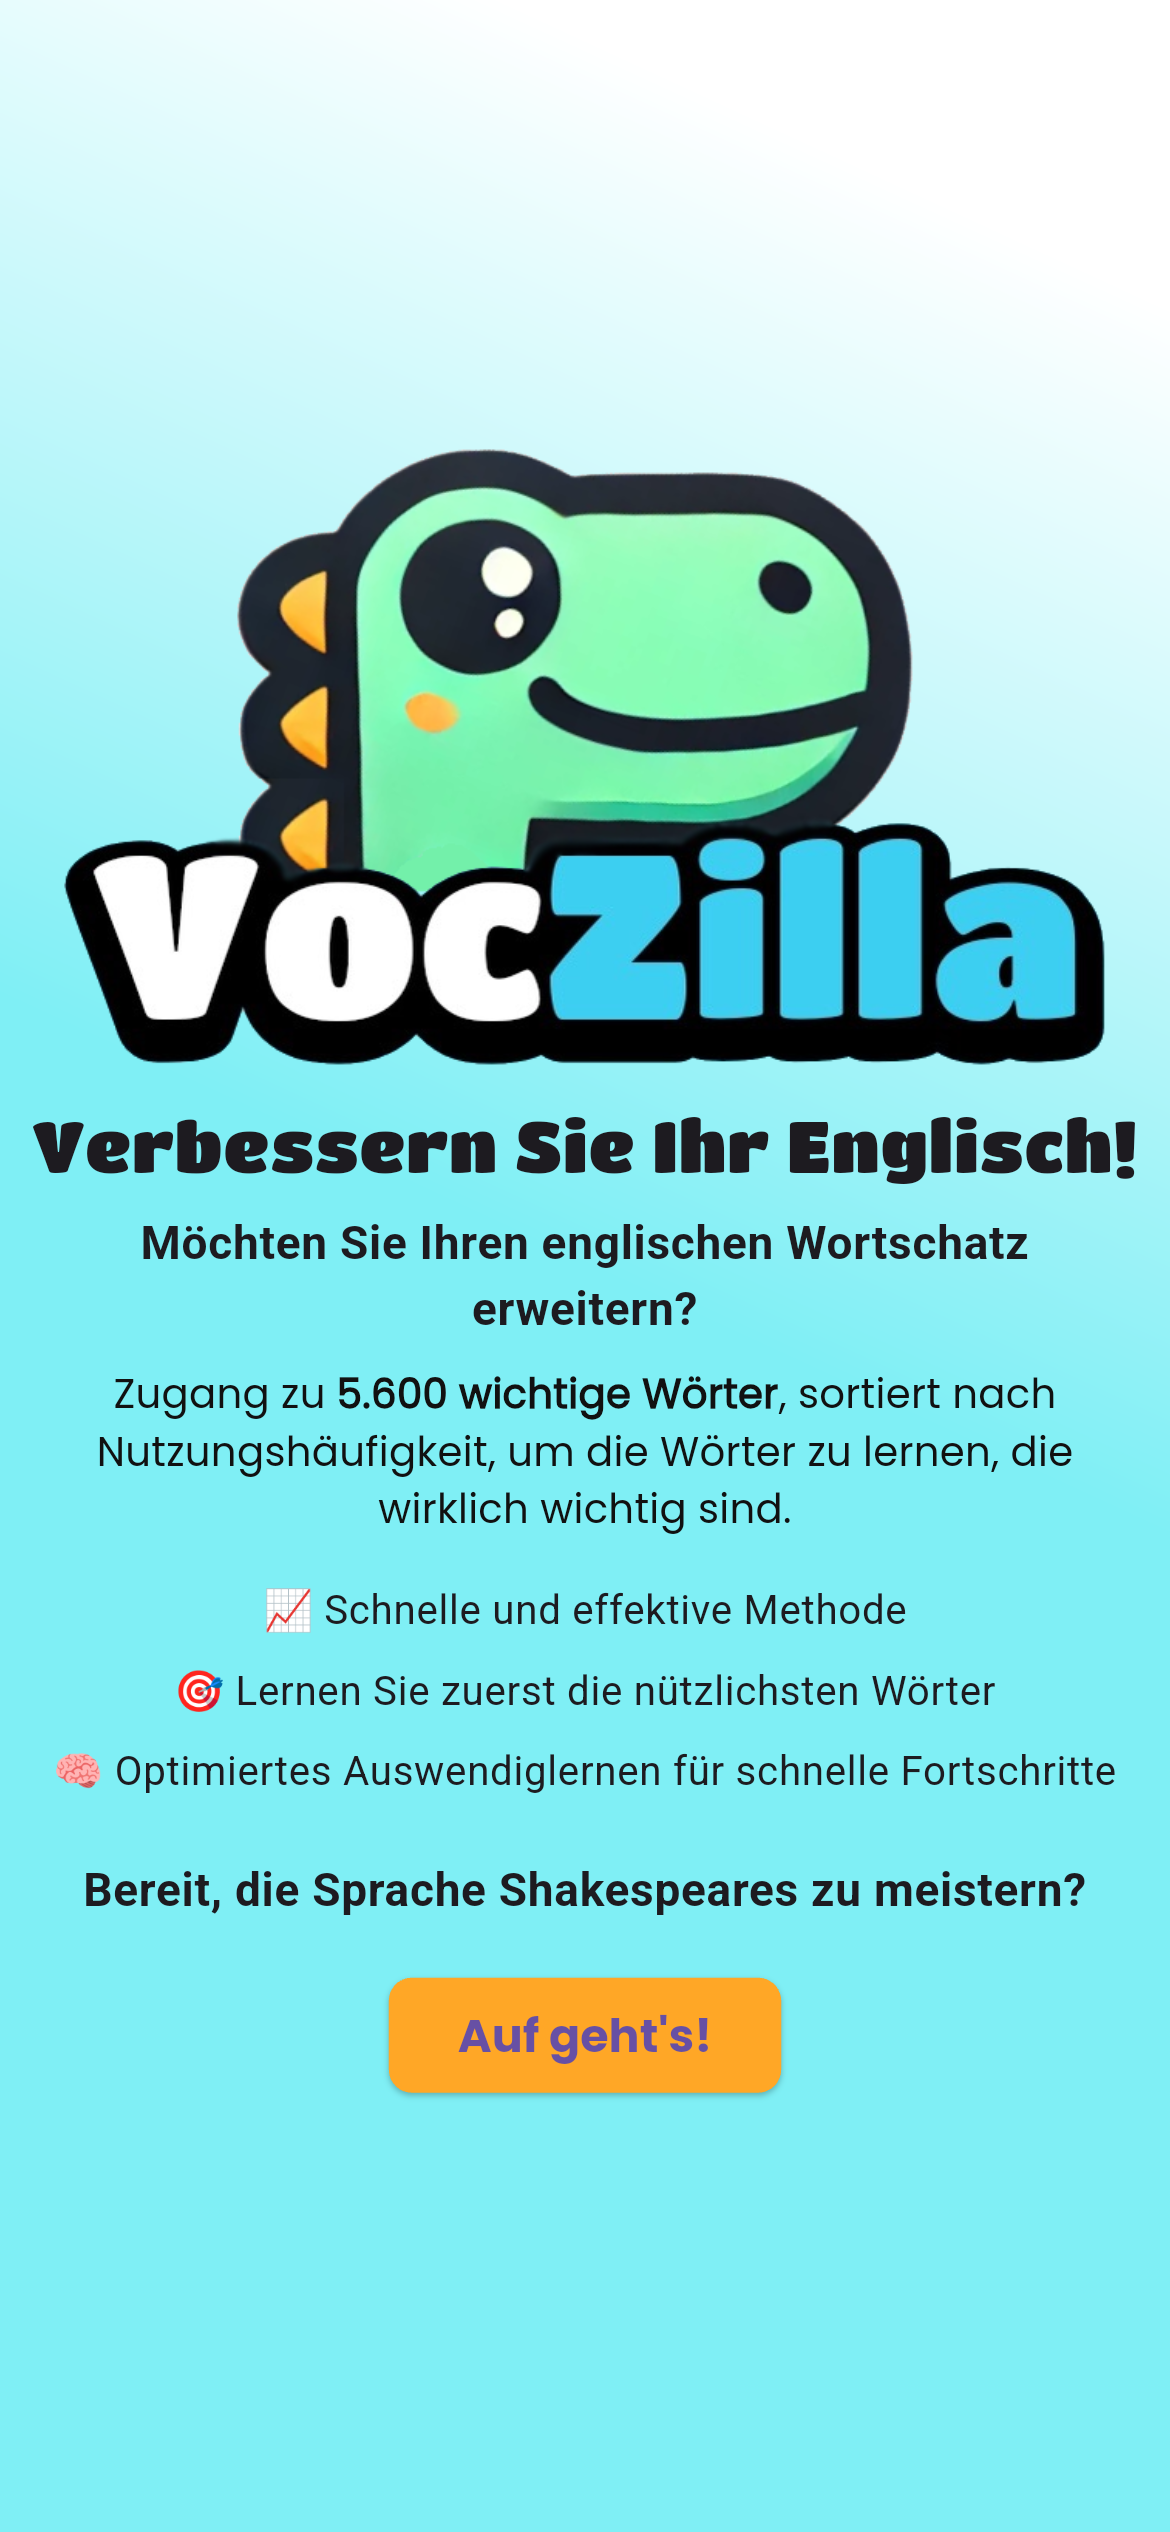 VocZilla
Verbessern Sie Ihr Englisch!
Möchten Sie Ihren englischen Wortschatz
erweitern?
Zugang zu 5.600 wichtige Wörter, sortiert nach
Nutzungshäufigkeit, um die Wörter zu lernen, die
wirklich wichtig sind.
📈 Schnelle und effektive Methode
🎯 Lernen Sie zuerst die nützlichsten Wörter
🧠 Optimiertes Auswendiglernen für schnelle Fortschritte
Bereit, die Sprache Shakespeares zu meistern?
Auf geht's!